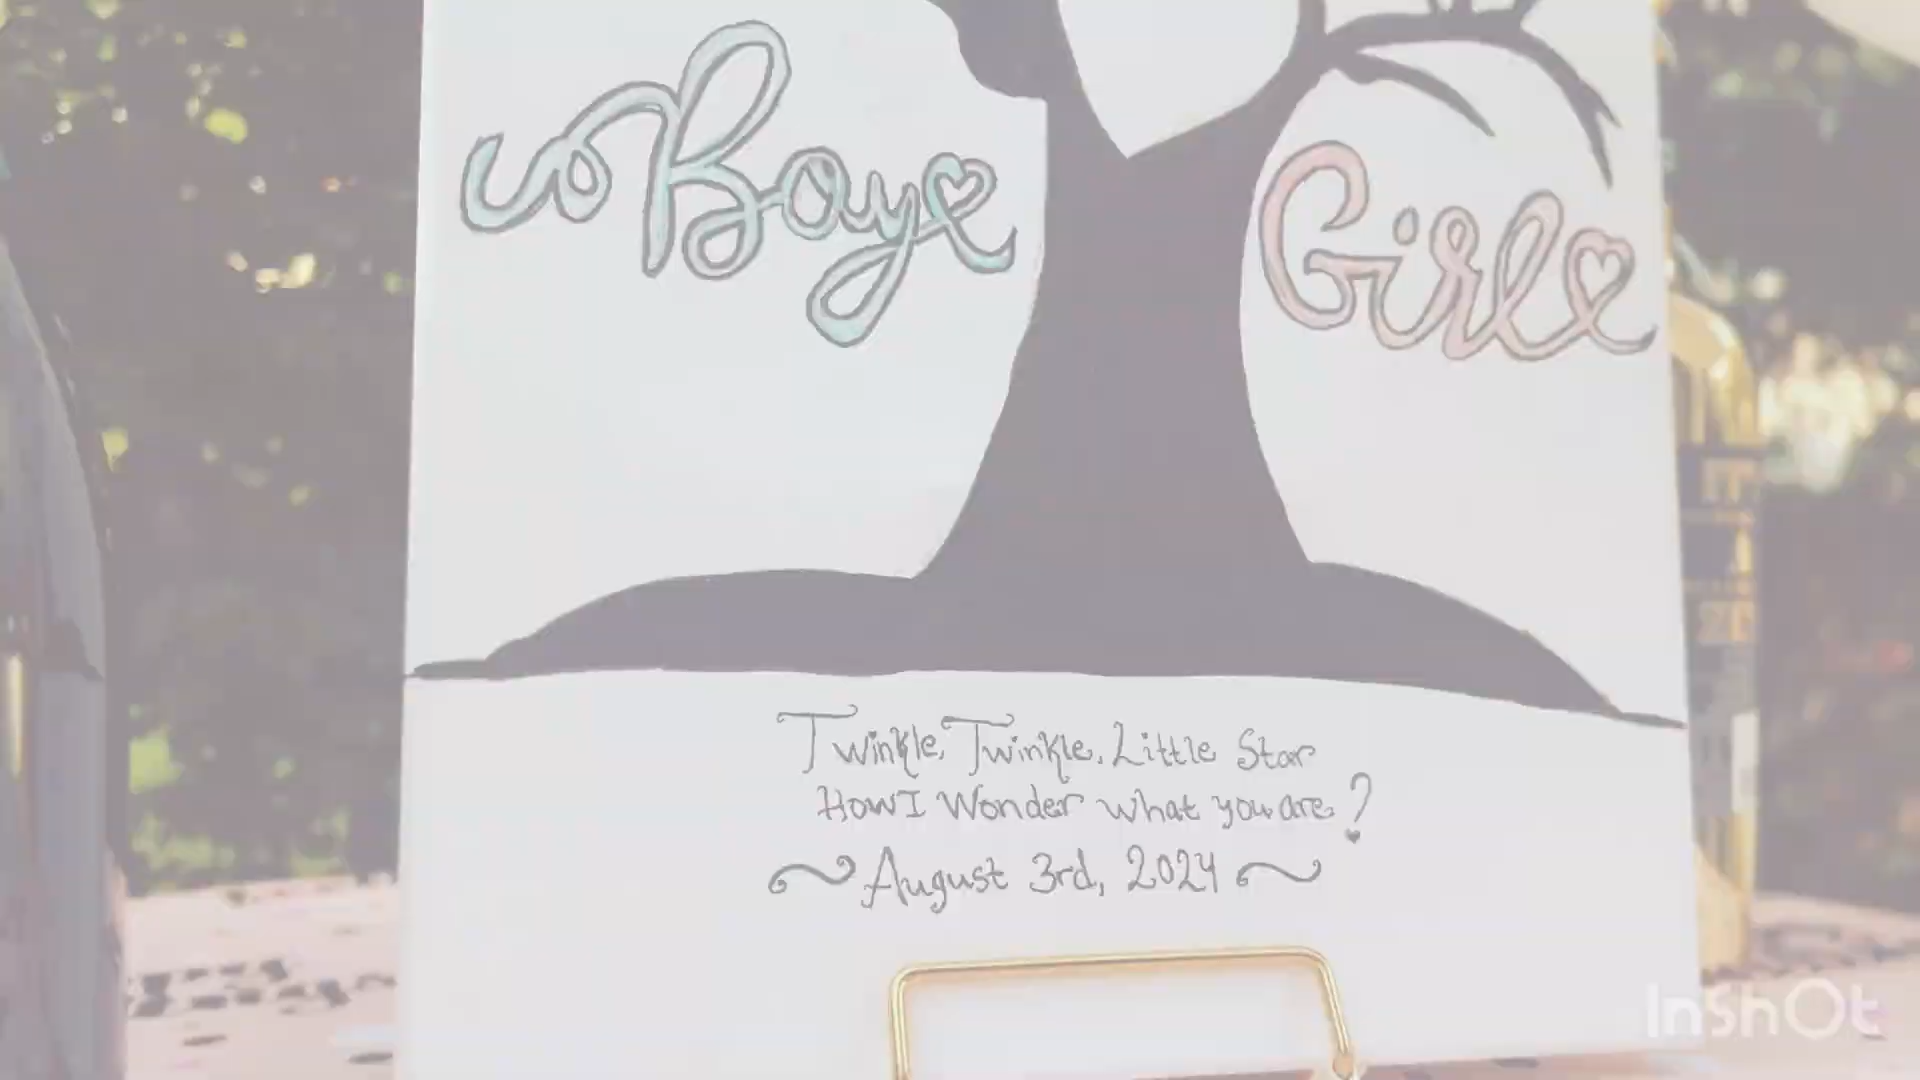 Boy
Girl
Twinkle, Twinkle, Little Star
How I Wonder what you are?
August 3rd, 2024
InShOt